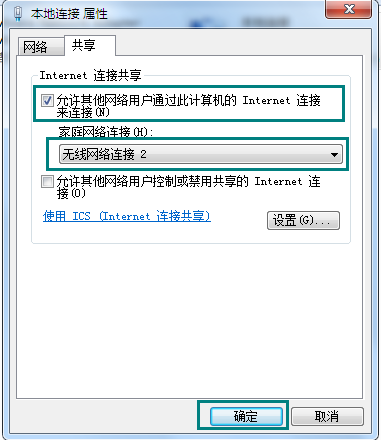 本地连接 属性
网络
共享
Internet 连接共享
允许其他网络用户通过此计算机的 Internet 连接
来连接(N)
家庭网络连接(H):
无线网络连接 2
允许其他网络用户控制或禁用共享的 Internet 连
接(O)
使用 ICS (Internet 连接共享)
设置(G)...
确定
取消